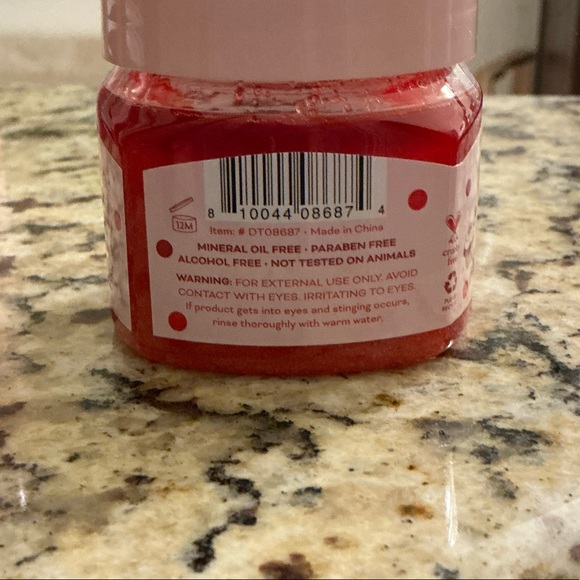 8 10044 08687 4
12M
Item: # DT08687 • Made in China
MINERAL OIL FREE • PARABEN FREE
ALCOHOL FREE • NOT TESTED ON ANIMALS
WARNING: FOR EXTERNAL USE ONLY. AVOID
CONTACT WITH EYES. IRRITATING TO EYES.
If product gets into eyes and stinging occurs,
rinse thoroughly with warm water.